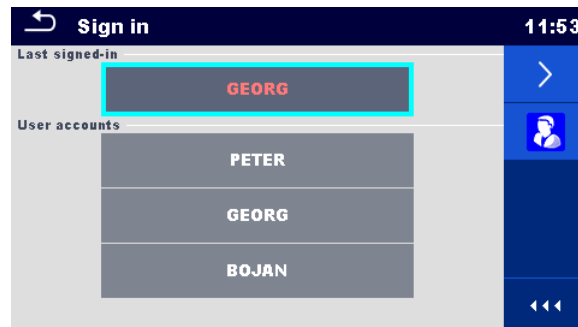 Sign in
11:53
Last signed-in
GEORG
User accounts
PETER
GEORG
BOJAN